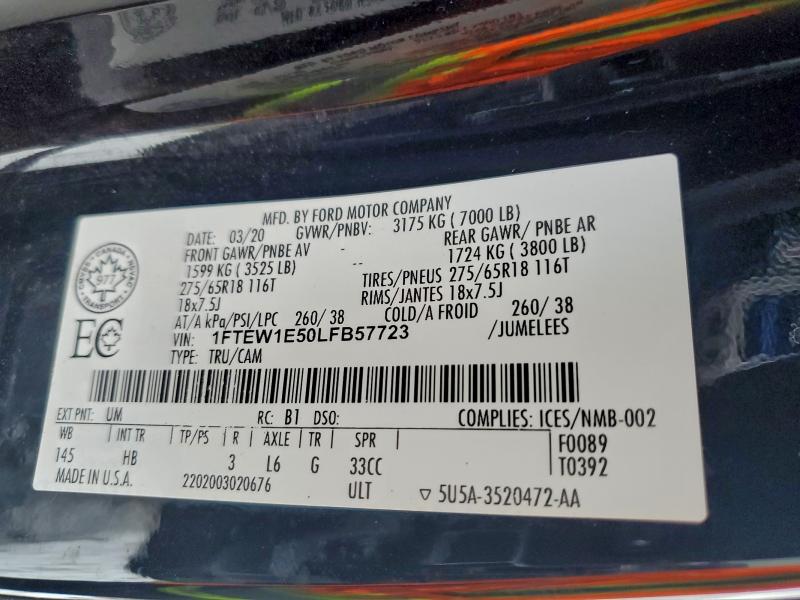 MFD. BY FORD MOTOR COMPANY
DATE: 03/20 GVWR/PNBV: 3175 KG ( 7000 LB)
FRONT GAWR/ PNBE AV -- REAR GAWR/ PNBE AR
1599 KG ( 3525 LB) 1724 KG ( 3800 LB)
275/65R18 116T -- TIRES/PNEUS 275/65R18 116T
18x7.5J RIMS/JANTES 18x7.5J
AT/A kPa/PSI/LPC 260/ 38 COLD/A FROID 260/ 38
VIN: 1FTEW1E50LFB57723 /JUMELEES
TYPE: TRU/CAM
CANADA
977
TRANSPORT
EC
EXT PNT: UM RC: B1 DSO: COMPLIES: ICES/NMB-002
WB INT TR TP/PS R AXLE TR SPR F0089
145 HB 3 L6 G 33CC T0392
MADE IN U.S.A. 2202003020676 ULT ▽ 5U5A-3520472-AA